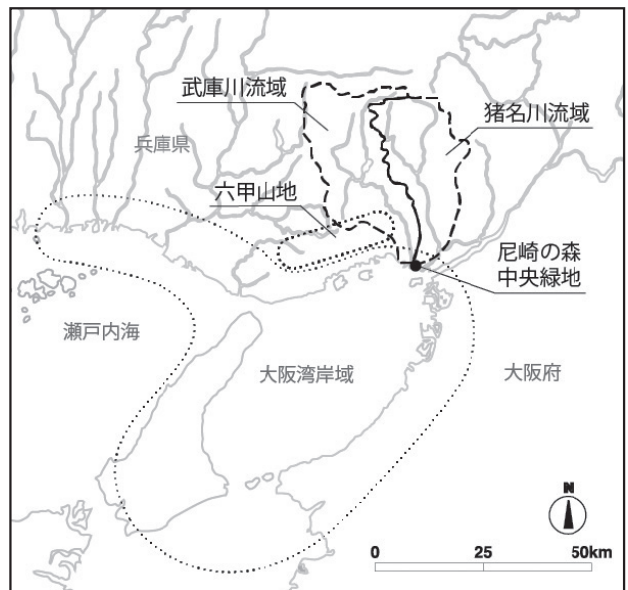 武庫川流域
猪名川流域
兵庫県
六甲山地
尼崎の森
中央緑地
瀬戸内海
大阪湾岸域
大阪府
N
0 25 50km